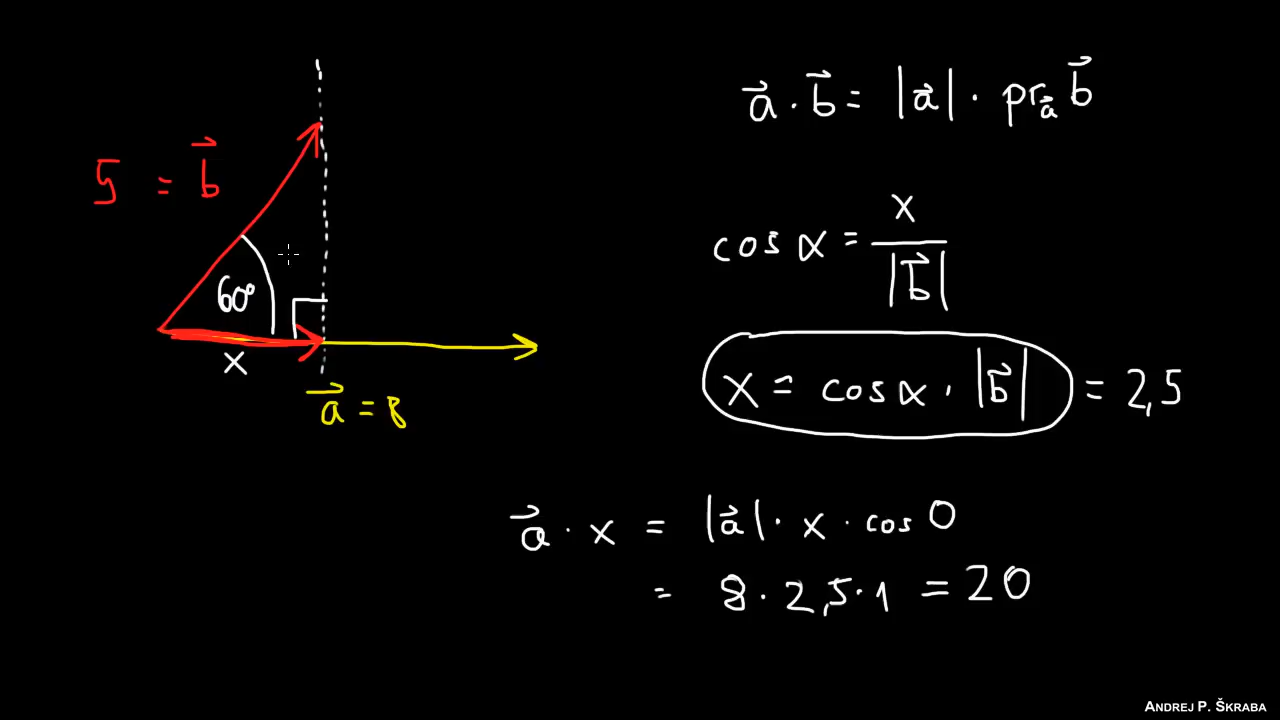 5 = b⃗
60°
x
a⃗ = 8
a⃗ · b⃗ = |a⃗| · pr_a⃗ b⃗
cos α = x / |b⃗|
x = cos α · |b⃗| = 2,5
a⃗ · x = |a⃗| · x · cos 0
= 8 · 2,5 · 1 = 20
ANDREJ P. ŠKRABA